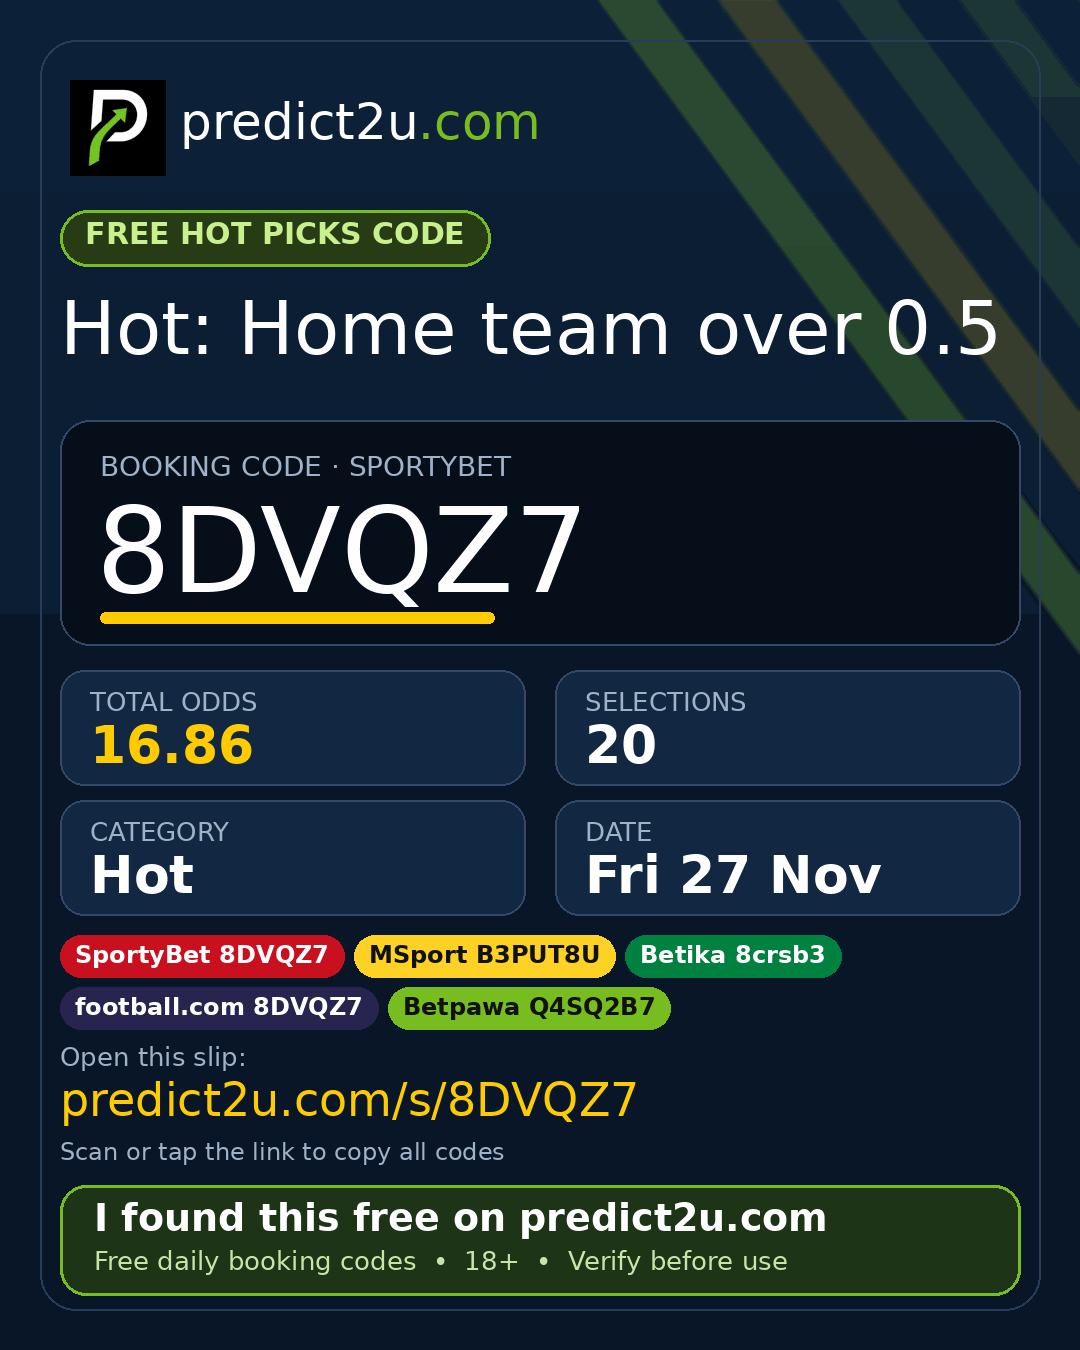 predict2u.com
FREE HOT PICKS CODE
Hot: Home team over 0.5
BOOKING CODE · SPORTYBET
8DVQZ7
TOTAL ODDS
16.86
SELECTIONS
20
CATEGORY
Hot
DATE
Fri 27 Nov
SportyBet 8DVQZ7 MSport B3PUT8U Betika 8crsb3
football.com 8DVQZ7 Betpawa Q4SQ2B7
Open this slip:
predict2u.com/s/8DVQZ7
Scan or tap the link to copy all codes
I found this free on predict2u.com
Free daily booking codes • 18+ • Verify before use